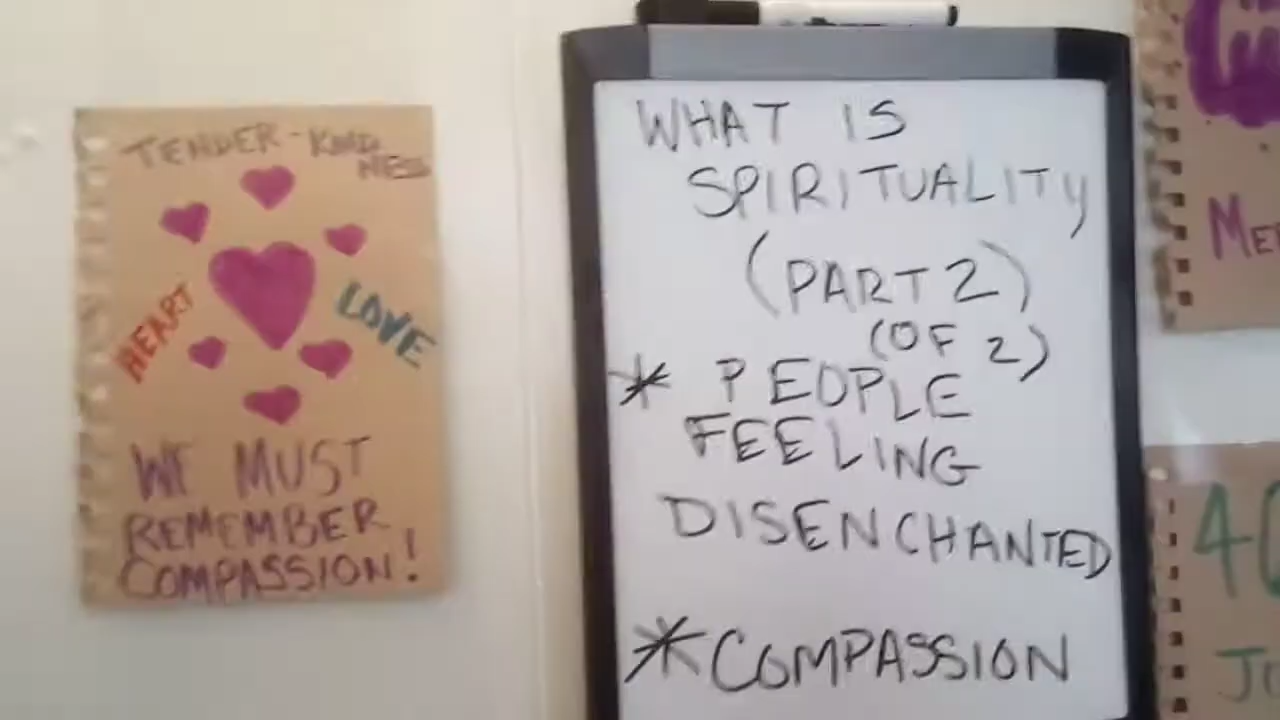 TENDER-KIND
NESS
HEART
LOVE
WE MUST
REMEMBER
COMPASSION!
WHAT IS
SPIRITUALITY
(PART 2)
(OF 2)
* PEOPLE
FEELING
DISENCHANTED
* COMPASSION